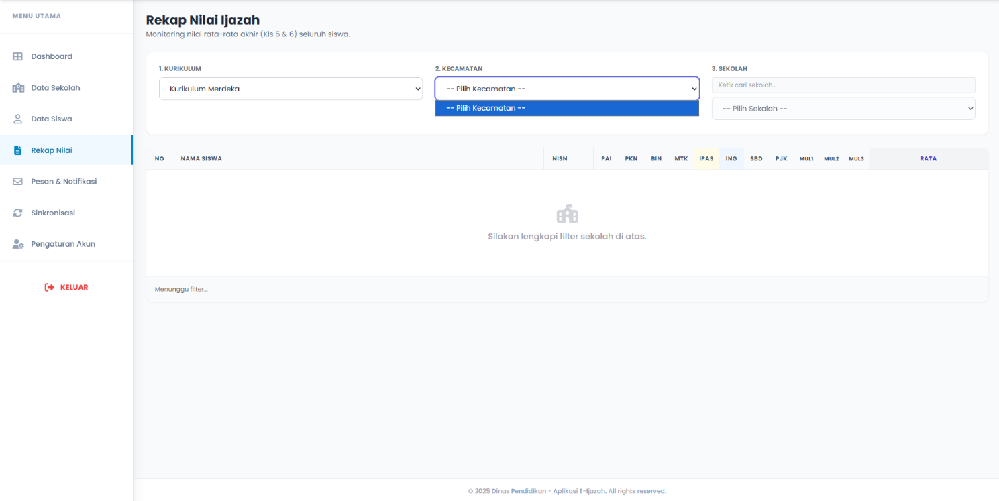 MENU UTAMA
Dashboard
Data Sekolah
Data Siswa
Rekap Nilai
Pesan & Notifikasi
Sinkronisasi
Pengaturan Akun
KELUAR
Rekap Nilai Ijazah
Monitoring nilai rata-rata akhir (Kls 5 & 6) seluruh siswa.
1. KURIKULUM
Kurikulum Merdeka
2. KECAMATAN
-- Pilih Kecamatan --
-- Pilih Kecamatan --
3. SEKOLAH
Ketik cari sekolah...
-- Pilih Sekolah --
NO NAMA SISWA NISN PAI PKN BIN MTK IPAS ING SBD PJK MUL1 MUL2 MUL3 RATA
Silakan lengkapi filter sekolah di atas.
Menunggu filter...
© 2025 Dinas Pendidikan - Aplikasi E-Ijazah. All rights reserved.